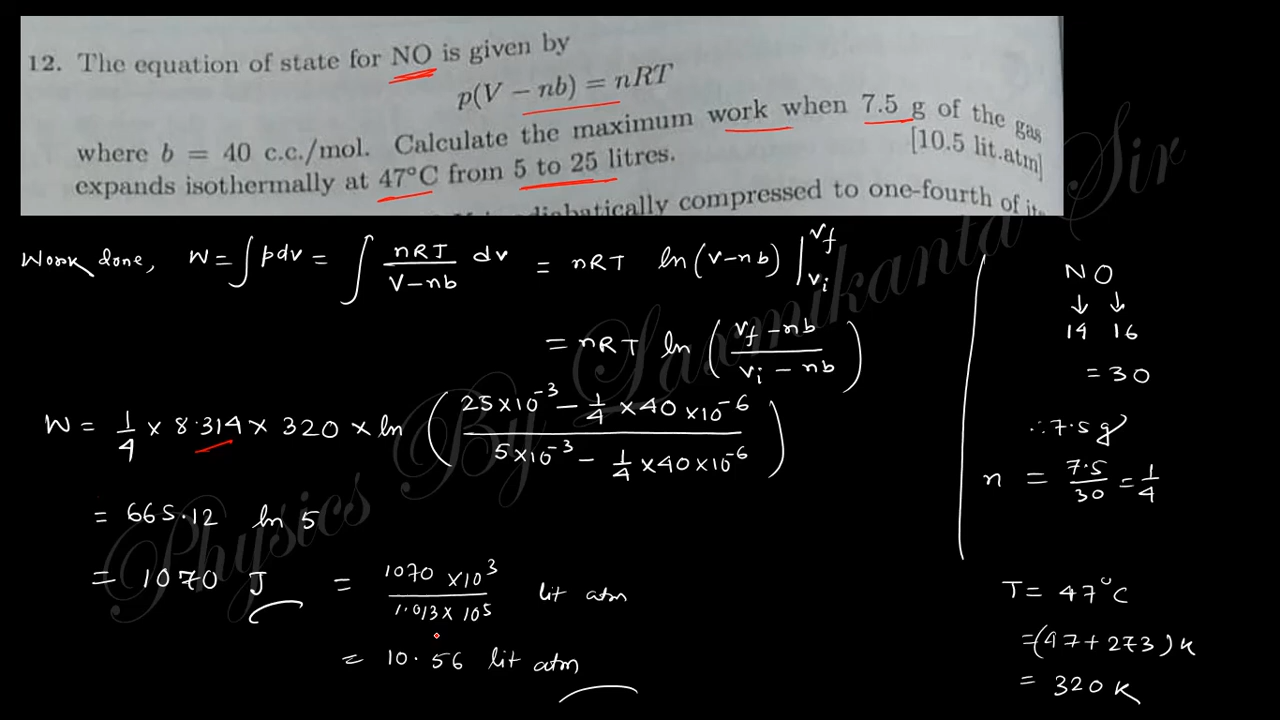 12. The equation of state for NO is given by
p(V − nb) = nRT
where b = 40 c.c./mol. Calculate the maximum work when 7.5 g of the gas
expands isothermally at 47°C from 5 to 25 litres. [10.5 lit.atm]
diabatically compressed to one-fourth of its
Work done, W = ∫ pdv = ∫ nRT/(V−nb) dv = nRT ln(V−nb) |_{Vi}^{Vf}
= nRT ln ( (Vf − nb)/(Vi − nb) )
W = 1/4 × 8.314 × 320 × ln ( (25×10^-3 − 1/4 × 40 × 10^-6)/(5×10^-3 − 1/4 × 40 × 10^-6) )
= 665.12 ln 5
= 1070 J = (1070 × 10^3)/(1.013 × 10^5) lit atm
= 10.56 lit atm
NO
↓ ↓
14 16
= 30
∴ 7.5 g
n = 7.5/30 = 1/4
T = 47°C
= (47 + 273) K
= 320 K
Physics By Laxmikanta Sir